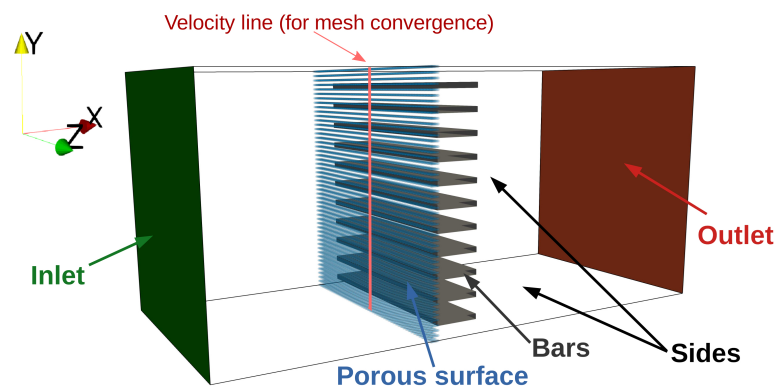 Velocity line (for mesh convergence)
Y
X
Z
Inlet
Outlet
Bars
Sides
Porous surface